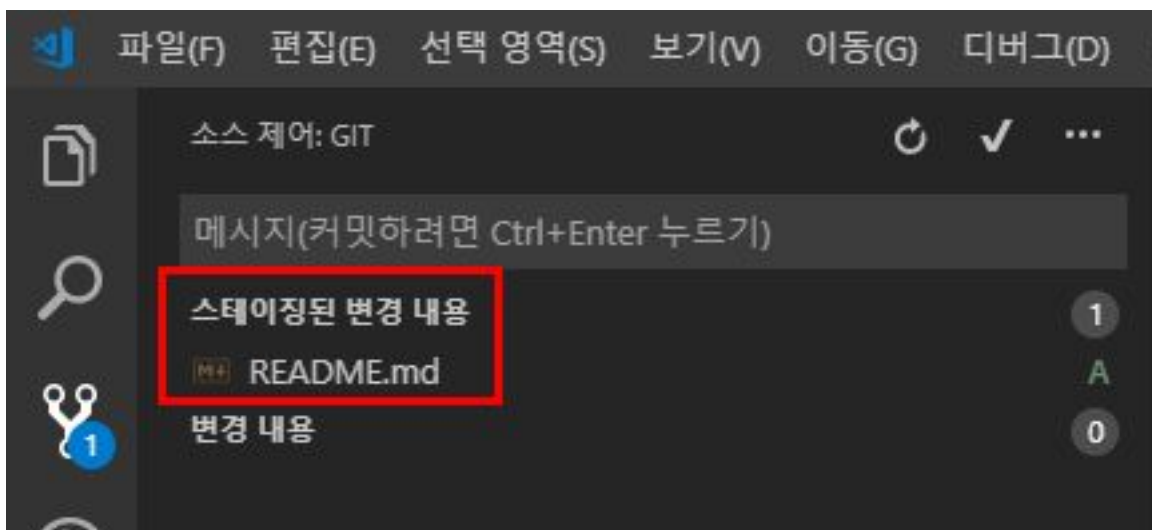 파일(F) 편집(E) 선택 영역(S) 보기(V) 이동(G) 디버그(D)
소스 제어: GIT
메시지(커밋하려면 Ctrl+Enter 누르기)
스테이징된 변경 내용 1
M+ README.md A
변경 내용 0
1